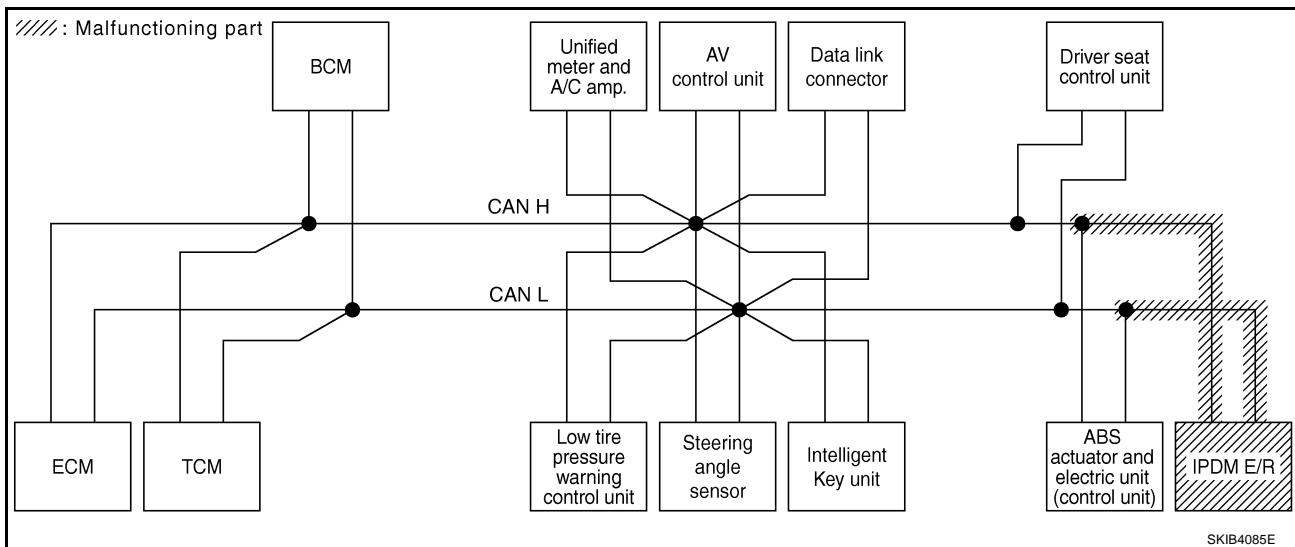 : Malfunctioning part
BCM
Unified
meter and
A/C amp.
AV
control unit
Data link
connector
Driver seat
control unit
CAN H
CAN L
ECM
TCM
Low tire
pressure
warning
control unit
Steering
angle
sensor
Intelligent
Key unit
ABS
actuator and
electric unit
(control unit)
IPDM E/R
SKIB4085E